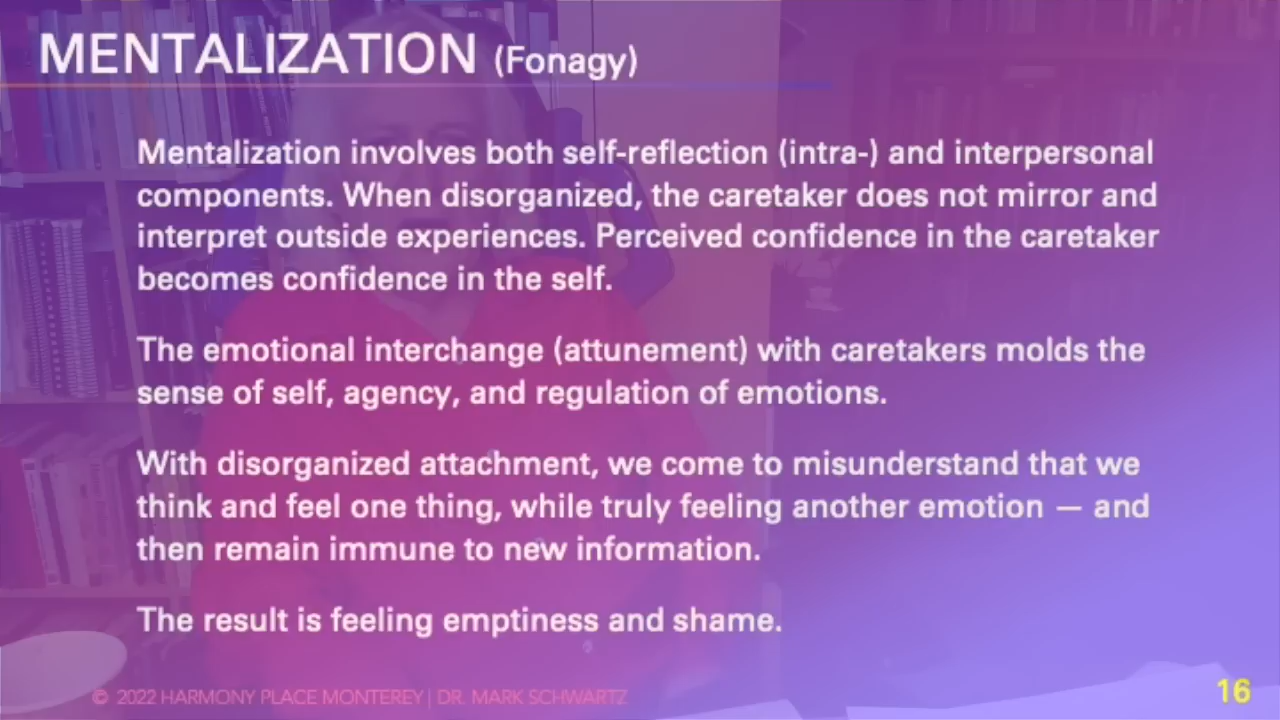 MENTALIZATION (Fonagy)
Mentalization involves both self-reflection (intra-) and interpersonal
components. When disorganized, the caretaker does not mirror and
interpret outside experiences. Perceived confidence in the caretaker
becomes confidence in the self.
The emotional interchange (attunement) with caretakers molds the
sense of self, agency, and regulation of emotions.
With disorganized attachment, we come to misunderstand that we
think and feel one thing, while truly feeling another emotion — and
then remain immune to new information.
The result is feeling emptiness and shame.
© 2022 HARMONY PLACE MONTEREY | DR. MARK SCHWARTZ
16